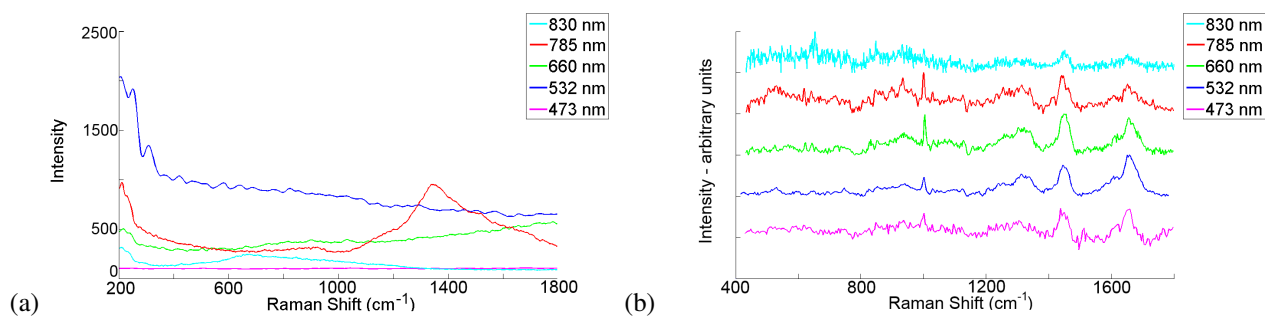 2500
1500
500
0
Intensity
200
600
1000
1400
1800
Raman Shift (cm-1)
830 nm
785 nm
660 nm
532 nm
473 nm
(a)
Intensity - arbitrary units
400
800
1200
1600
Raman Shift (cm-1)
830 nm
785 nm
660 nm
532 nm
473 nm
(b)